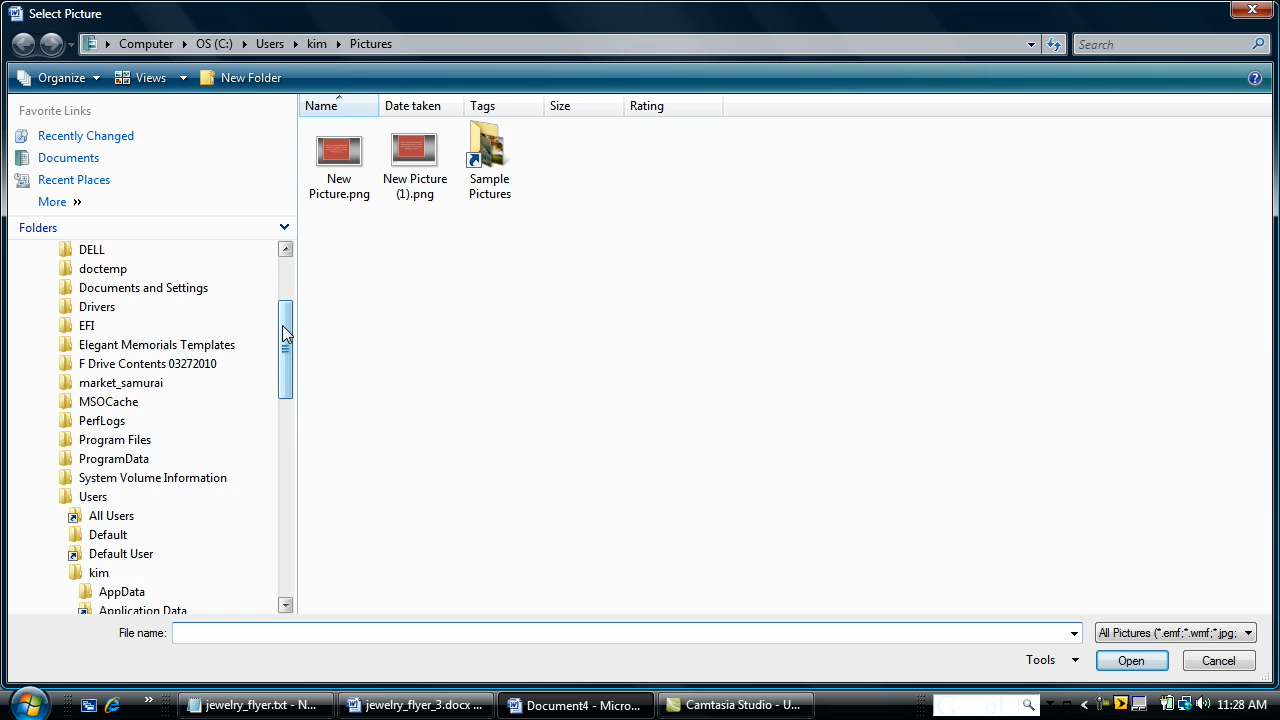 Select Picture
Computer OS (C:) Users kim Pictures
Search
Organize Views New Folder
Favorite Links
Recently Changed
Documents
Recent Places
More »
Folders
DELL
doctemp
Documents and Settings
Drivers
EFI
Elegant Memorials Templates
F Drive Contents 03272010
market_samurai
MSOCache
PerfLogs
Program Files
ProgramData
System Volume Information
Users
All Users
Default
Default User
kim
AppData
Application Data
Name Date taken Tags Size Rating
New
Picture.png
New Picture
(1).png
Sample
Pictures
File name:
All Pictures (*.emf;*.wmf;*.jpg;
Tools Open Cancel
jewelry_flyer.txt - N...
jewelry_flyer_3.docx ...
Document4 - Micros...
Camtasia Studio - U...
11:28 AM